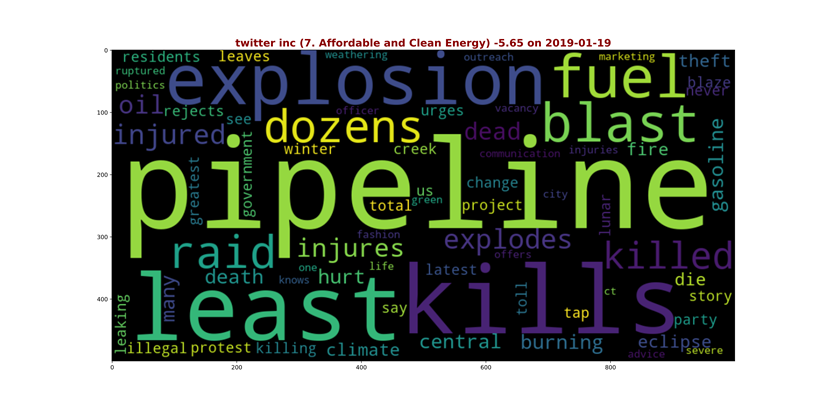 twitter inc (7. Affordable and Clean Energy) -5.65 on 2019-01-19
0
100
200
300
400
0
200
400
600
800
residents leaves weathering outreach marketing theft
ruptured explosion fuel blaze
politics never
oil rejects see officer urges vacancy blast
injured dozens dead gasoline
winter creek communication injuries fire
pipeline
greatest government us change city lunar
total green project
fashion
raid injures explodes killed
offers
death one knows life hurt latest die
many least kills toll ct story
leaking say tap party
illegal protest killing climate central burning eclipse
advice severe